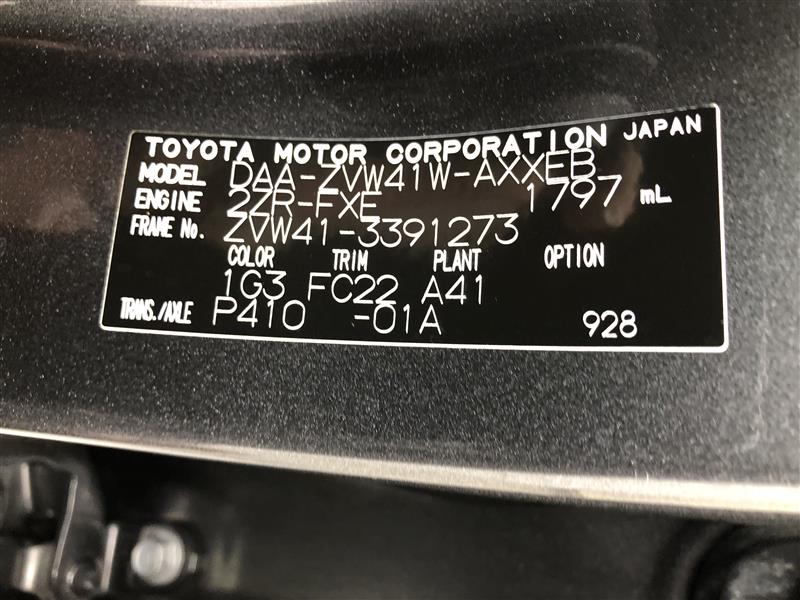 TOYOTA MOTOR CORPORATION JAPAN
MODEL DAA-ZVW41W-AXXEB
ENGINE 2ZR-FXE 1797 mL
FRAME No. ZVW41-3391273
COLOR TRIM PLANT OPTION
1G3 FC22 A41
TRANS./AXLE P410 -01A 928